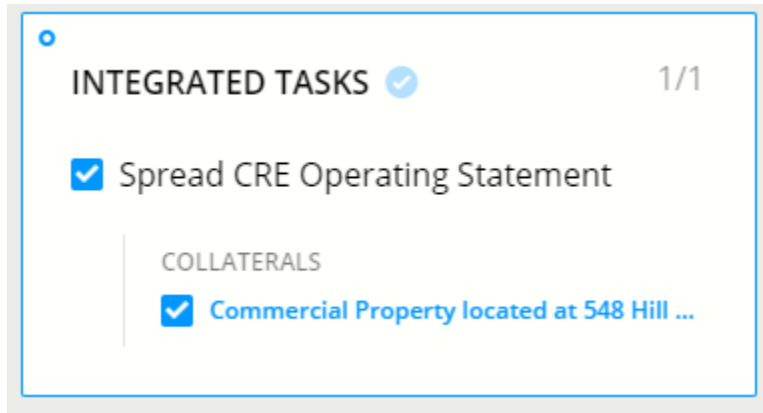 INTEGRATED TASKS 1/1
Spread CRE Operating Statement
COLLATERALS
Commercial Property located at 548 Hill ...